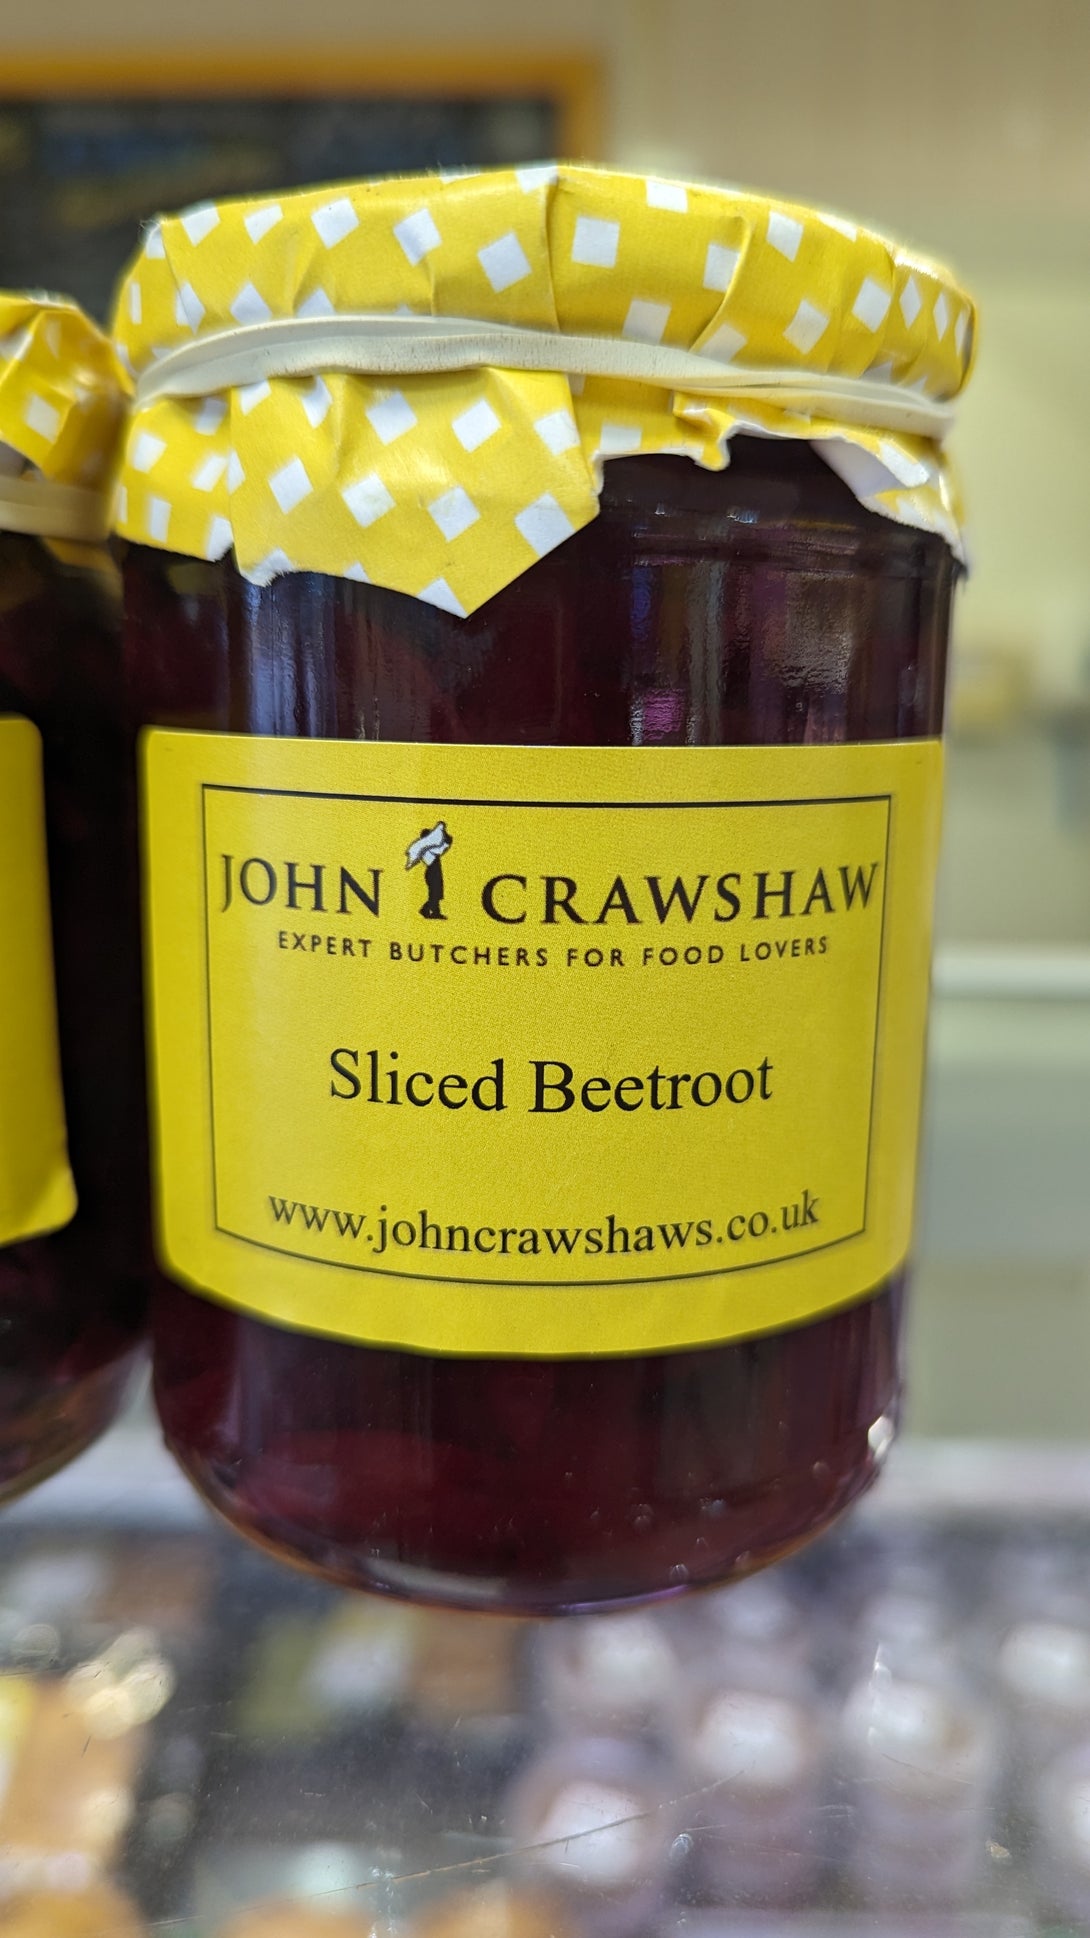 JOHN CRAWSHAW
EXPERT BUTCHERS FOR FOOD LOVERS
Sliced Beetroot
www.johncrawshaws.co.uk